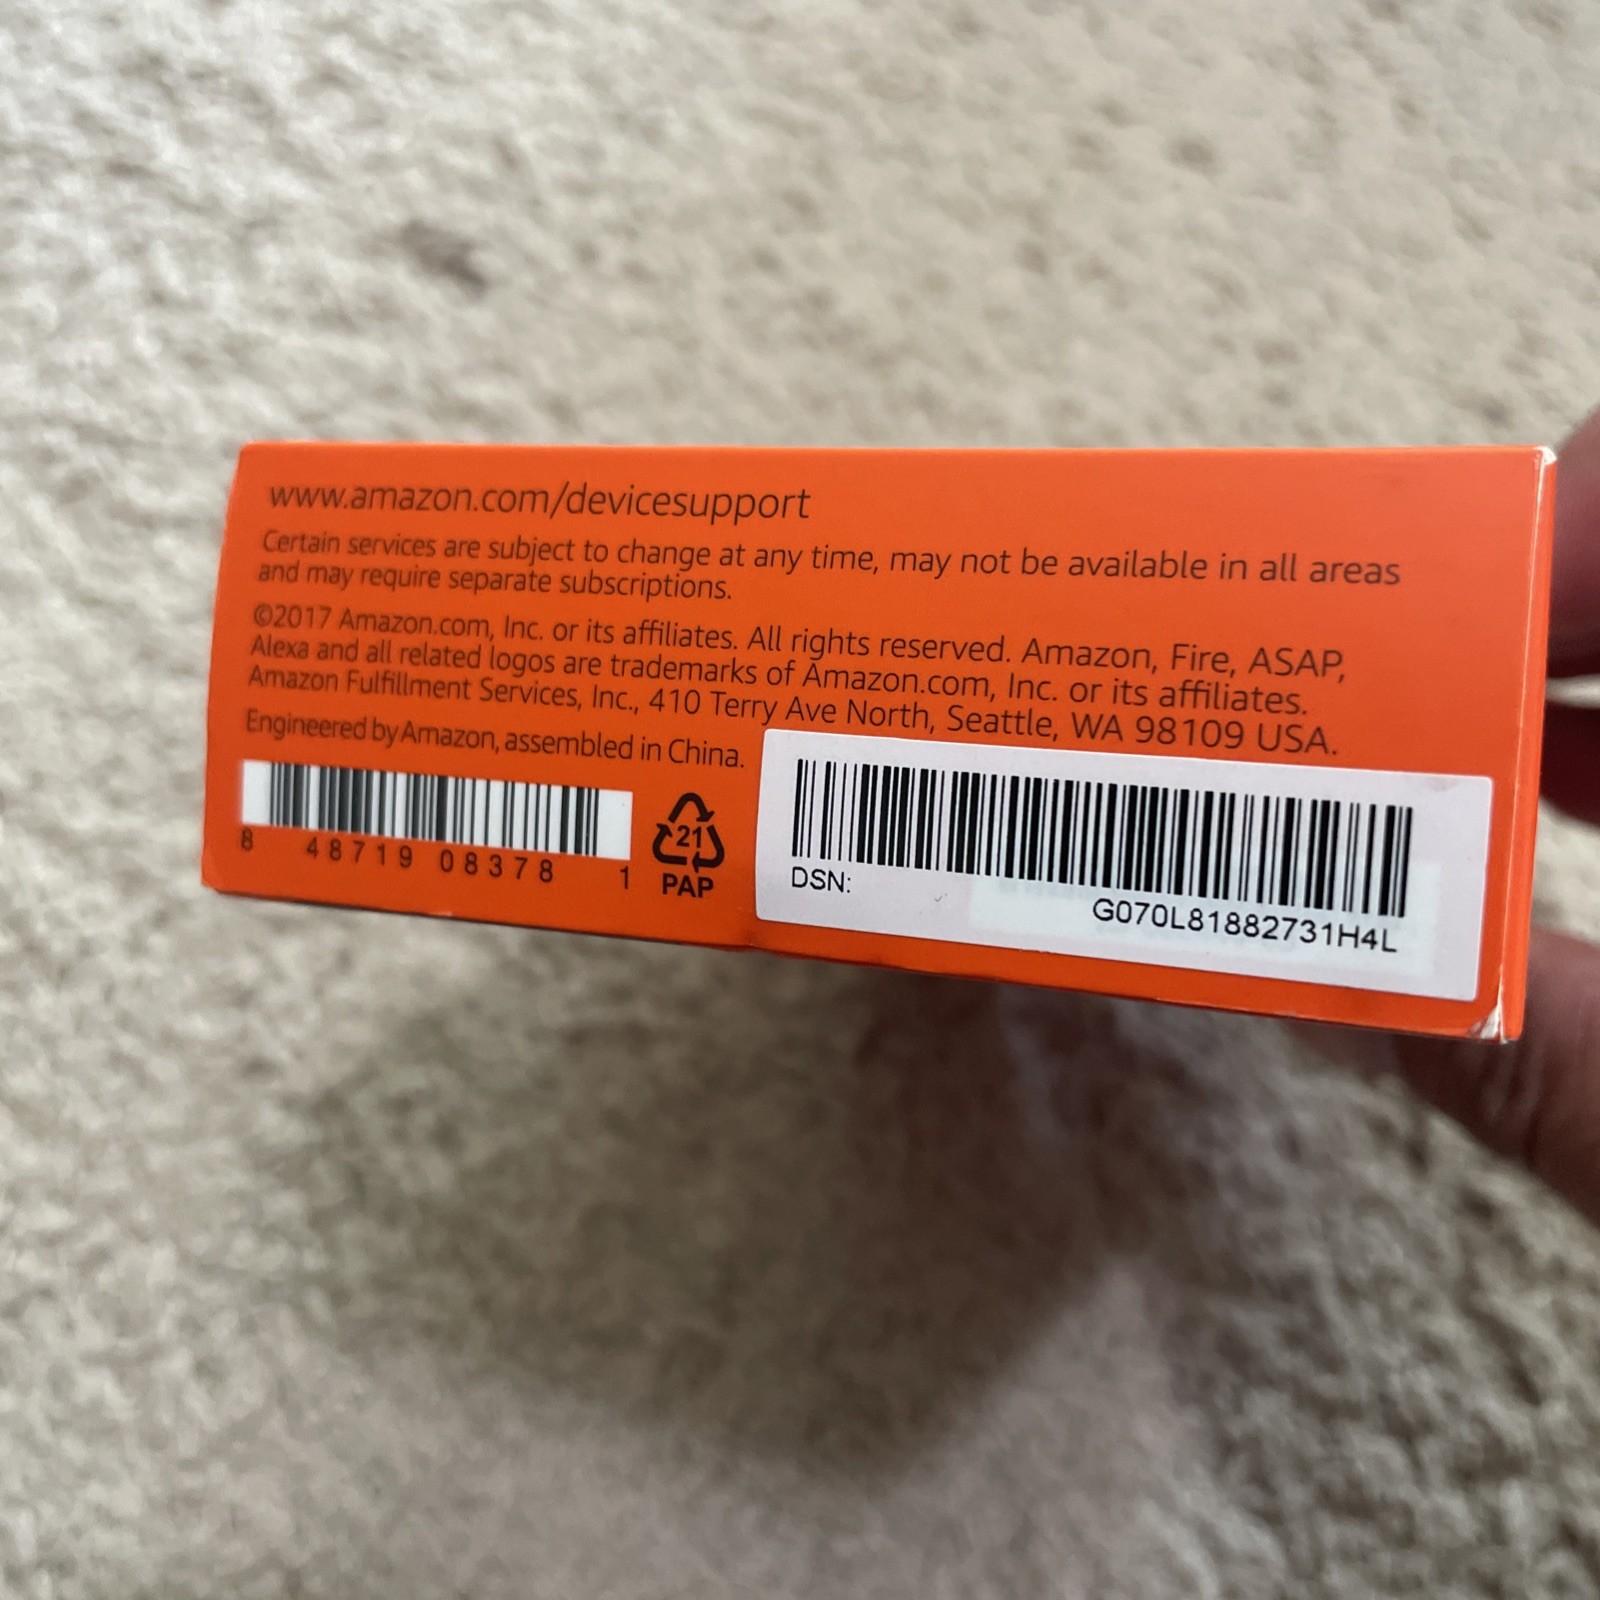 www.amazon.com/devicesupport
Certain services are subject to change at any time, may not be available in all areas
and may require separate subscriptions.
©2017 Amazon.com, Inc. or its affiliates. All rights reserved. Amazon, Fire, ASAP,
Alexa and all related logos are trademarks of Amazon.com, Inc. or its affiliates.
Amazon Fulfillment Services, Inc., 410 Terry Ave North, Seattle, WA 98109 USA.
Engineered by Amazon, assembled in China.
8 48719 08378 1
21
PAP
DSN:
G070L81882731H4L